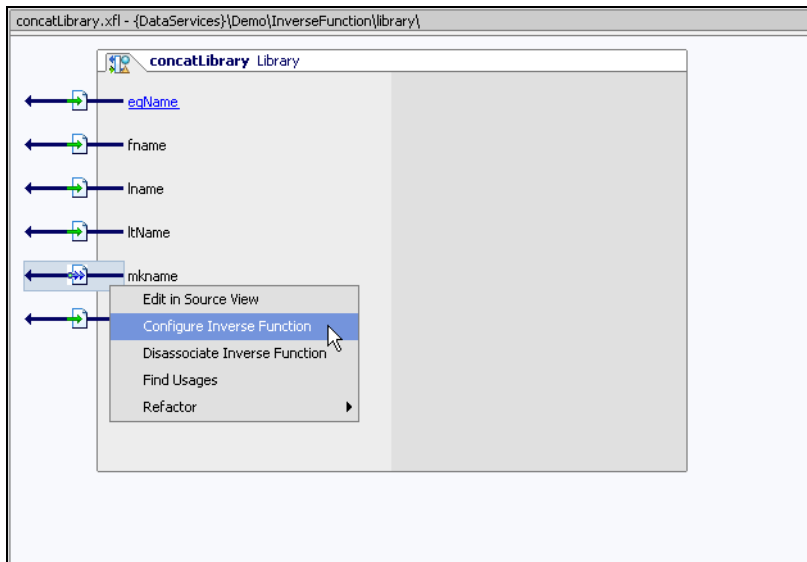 concatLibrary.xfl - {DataServices}\Demo\InverseFunction\library\
concatLibrary Library
eqName
fname
lname
ltName
mkname
Edit in Source View
Configure Inverse Function
Disassociate Inverse Function
Find Usages
Refactor